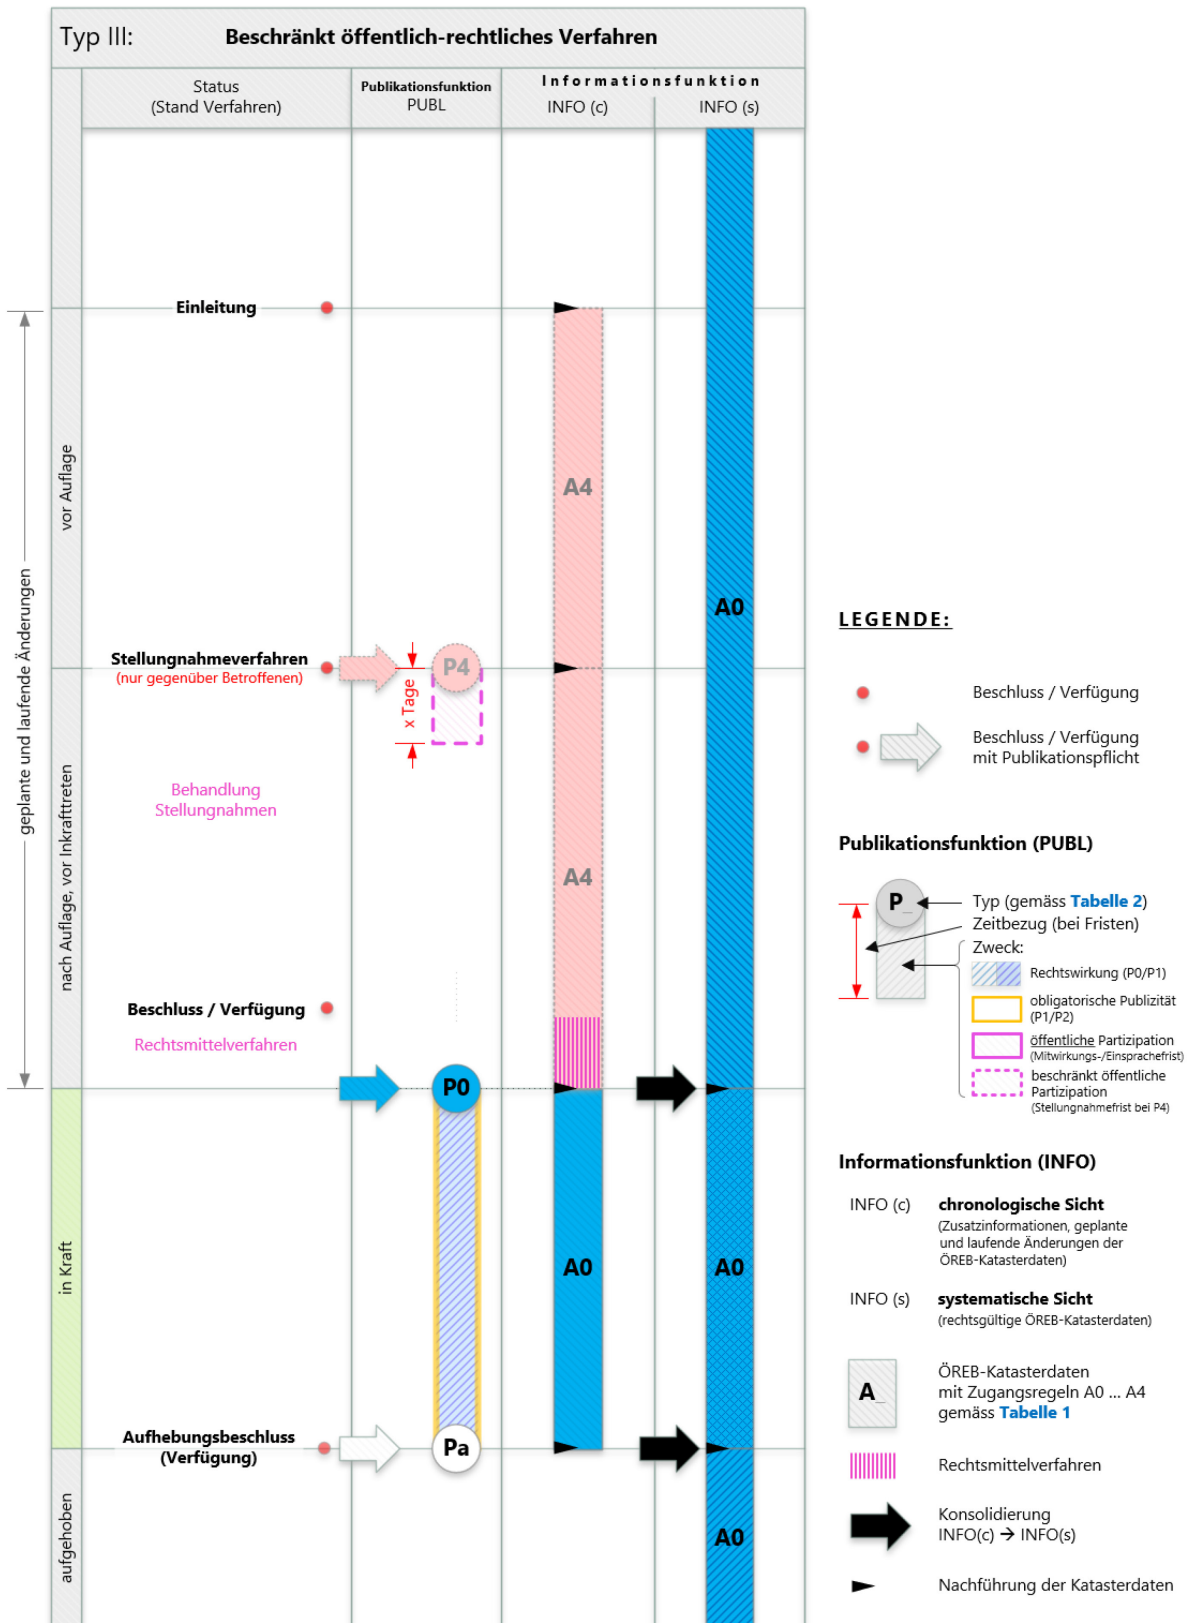 Typ III:
Beschränkt öffentlich-rechtliches Verfahren
Status
(Stand Verfahren)
Publikationsfunktion
PUBL
Informationsfunktion
INFO (c)
INFO (s)
geplante und laufende Änderungen
vor Auflage
Einleitung
A4
A0
Stellungnahmeverfahren
(nur gegenüber Betroffenen)
P4
x Tage
nach Auflage, vor Inkrafttreten
Behandlung
Stellungnahmen
A4
Beschluss / Verfügung
Rechtsmittelverfahren
P0
in Kraft
A0
A0
Aufhebungsbeschluss
(Verfügung)
Pa
aufgehoben
A0
LEGENDE:
Beschluss / Verfügung
Beschluss / Verfügung
mit Publikationspflicht
Publikationsfunktion (PUBL)
P_
Typ (gemäss Tabelle 2)
Zeitbezug (bei Fristen)
Zweck:
Rechtswirkung (P0/P1)
obligatorische Publizität
(P1/P2)
öffentliche Partizipation
(Mitwirkungs-/Einsprachefrist)
beschränkt öffentliche
Partizipation
(Stellungnahmefrist bei P4)
Informationsfunktion (INFO)
INFO (c)
chronologische Sicht
(Zusatzinformationen, geplante
und laufende Änderungen der
ÖREB-Katasterdaten)
INFO (s)
systematische Sicht
(rechtsgültige ÖREB-Katasterdaten)
A_
ÖREB-Katasterdaten
mit Zugangsregeln A0 ... A4
gemäss Tabelle 1
Rechtsmittelverfahren
Konsolidierung
INFO(c) → INFO(s)
Nachführung der Katasterdaten